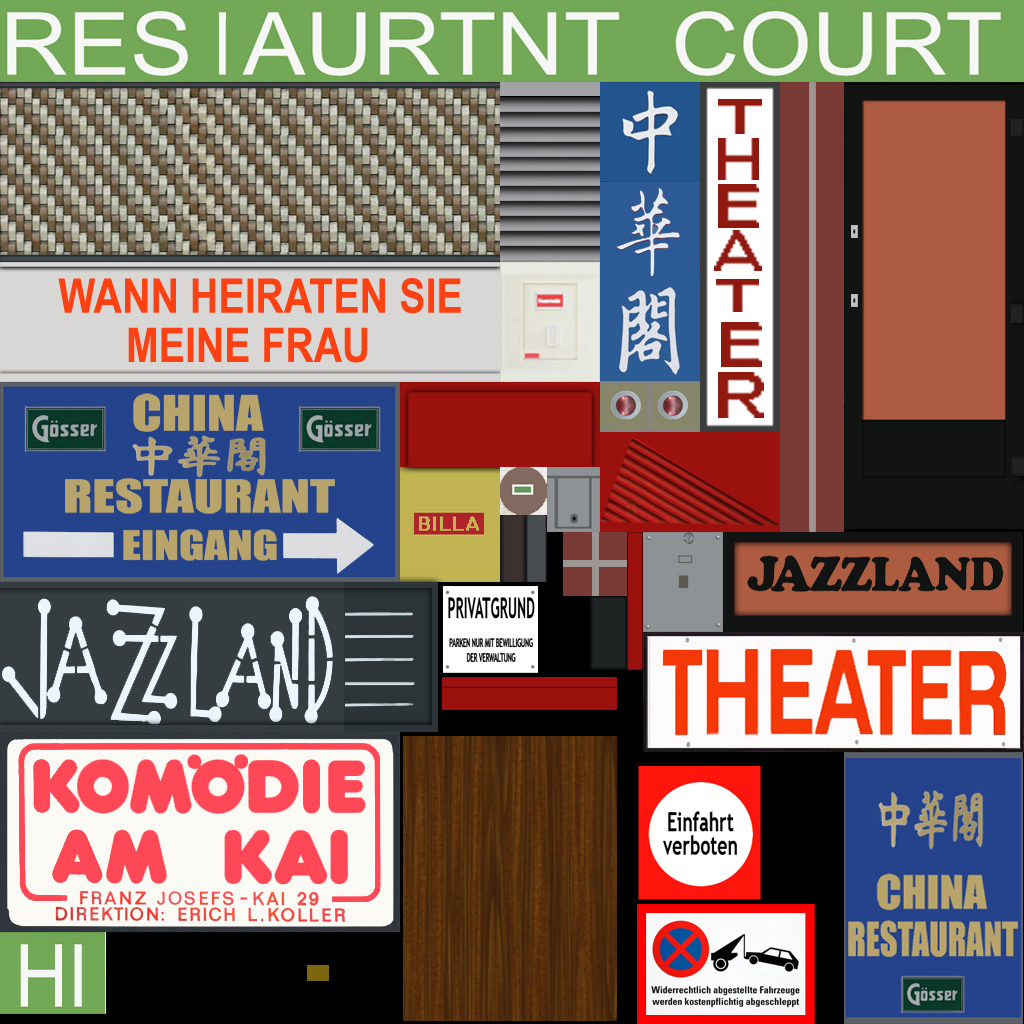 RESIAURTNT COURT
中
華
閣
THEATER
WANN HEIRATEN SIE
MEINE FRAU
Feuerwehr
Gösser
CHINA
Gösser
中華閣
RESTAURANT
EINGANG
BILLA
JAZZLAND
JAZZLAND
PRIVATGRUND
PARKEN NUR MIT BEWILLIGUNG
DER VERWALTUNG
THEATER
KOMÖDIE
AM KAI
FRANZ JOSEFS-KAI 29
DIREKTION: ERICH L.KOLLER
Einfahrt
verboten
中華閣
CHINA
RESTAURANT
Gösser
Widerrechtlich abgestellte Fahrzeuge
werden kostenpflichtig abgeschleppt
HI